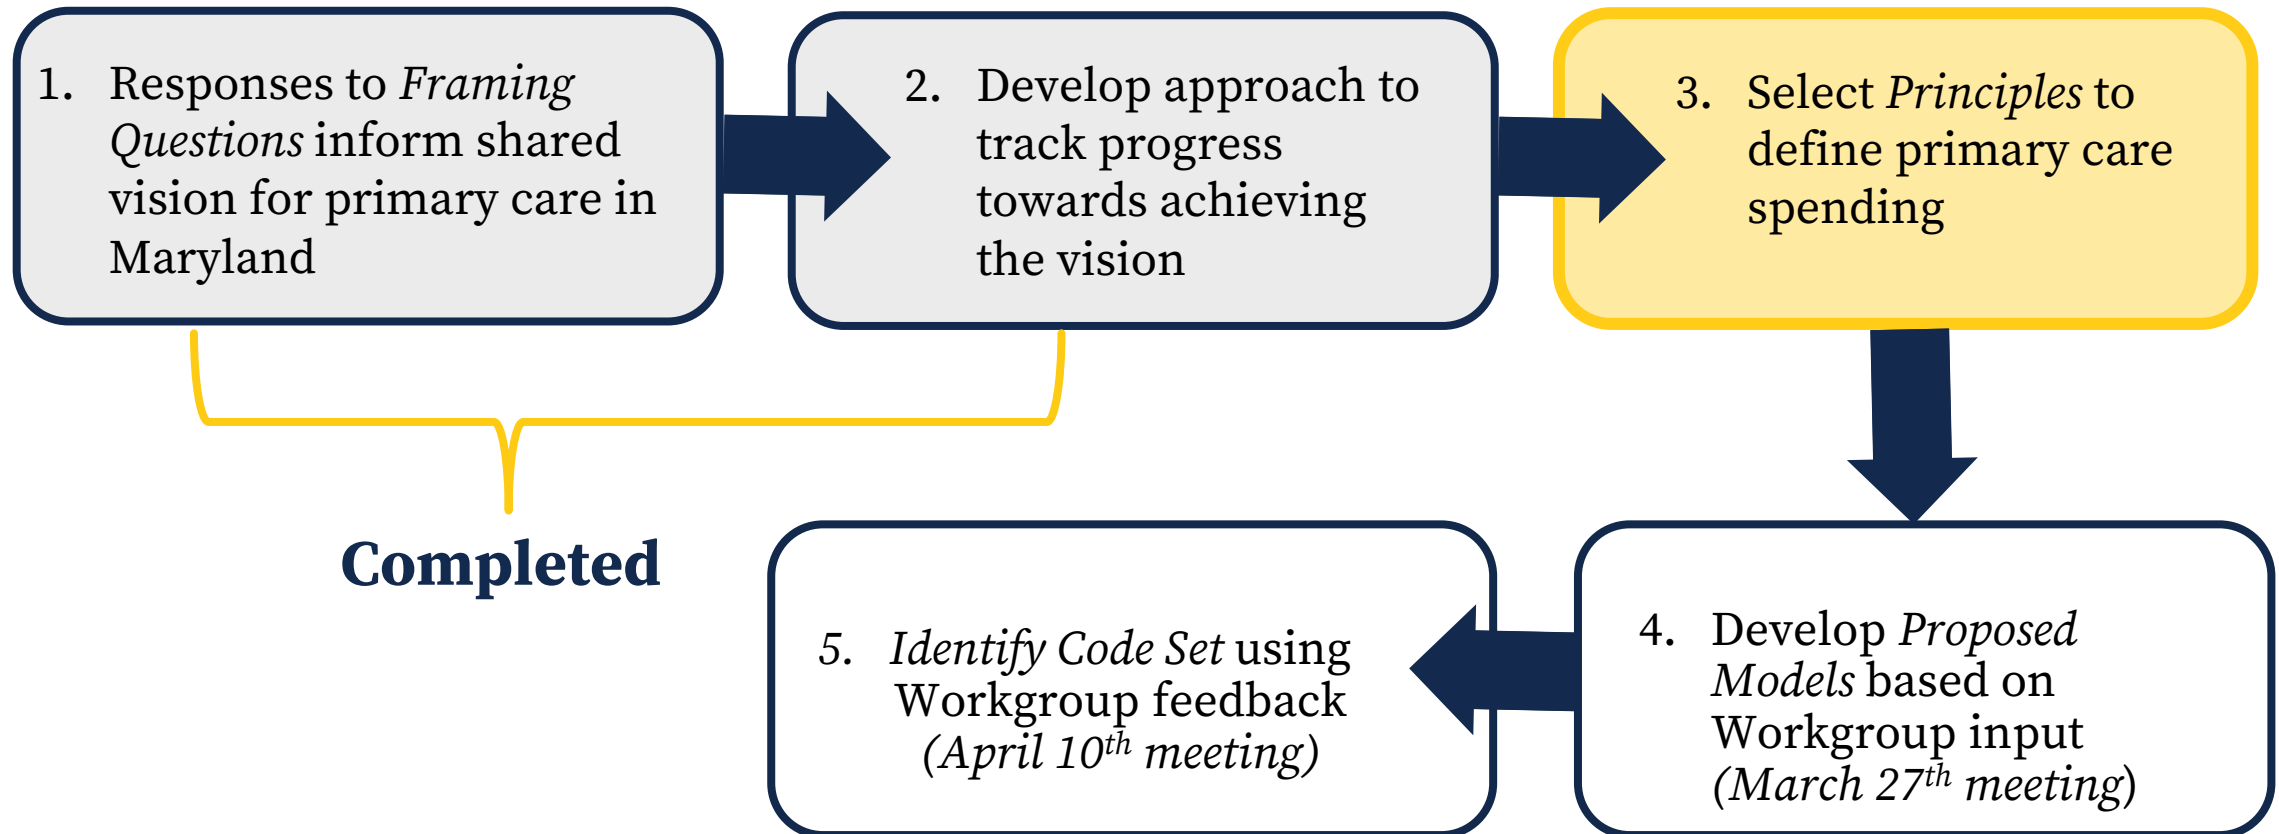 1. Responses to Framing
Questions inform shared
vision for primary care in
Maryland
2. Develop approach to
track progress
towards achieving
the vision
3. Select Principles to
define primary care
spending
Completed
4. Develop Proposed
Models based on
Workgroup input
(March 27th meeting)
5. Identify Code Set using
Workgroup feedback
(April 10th meeting)